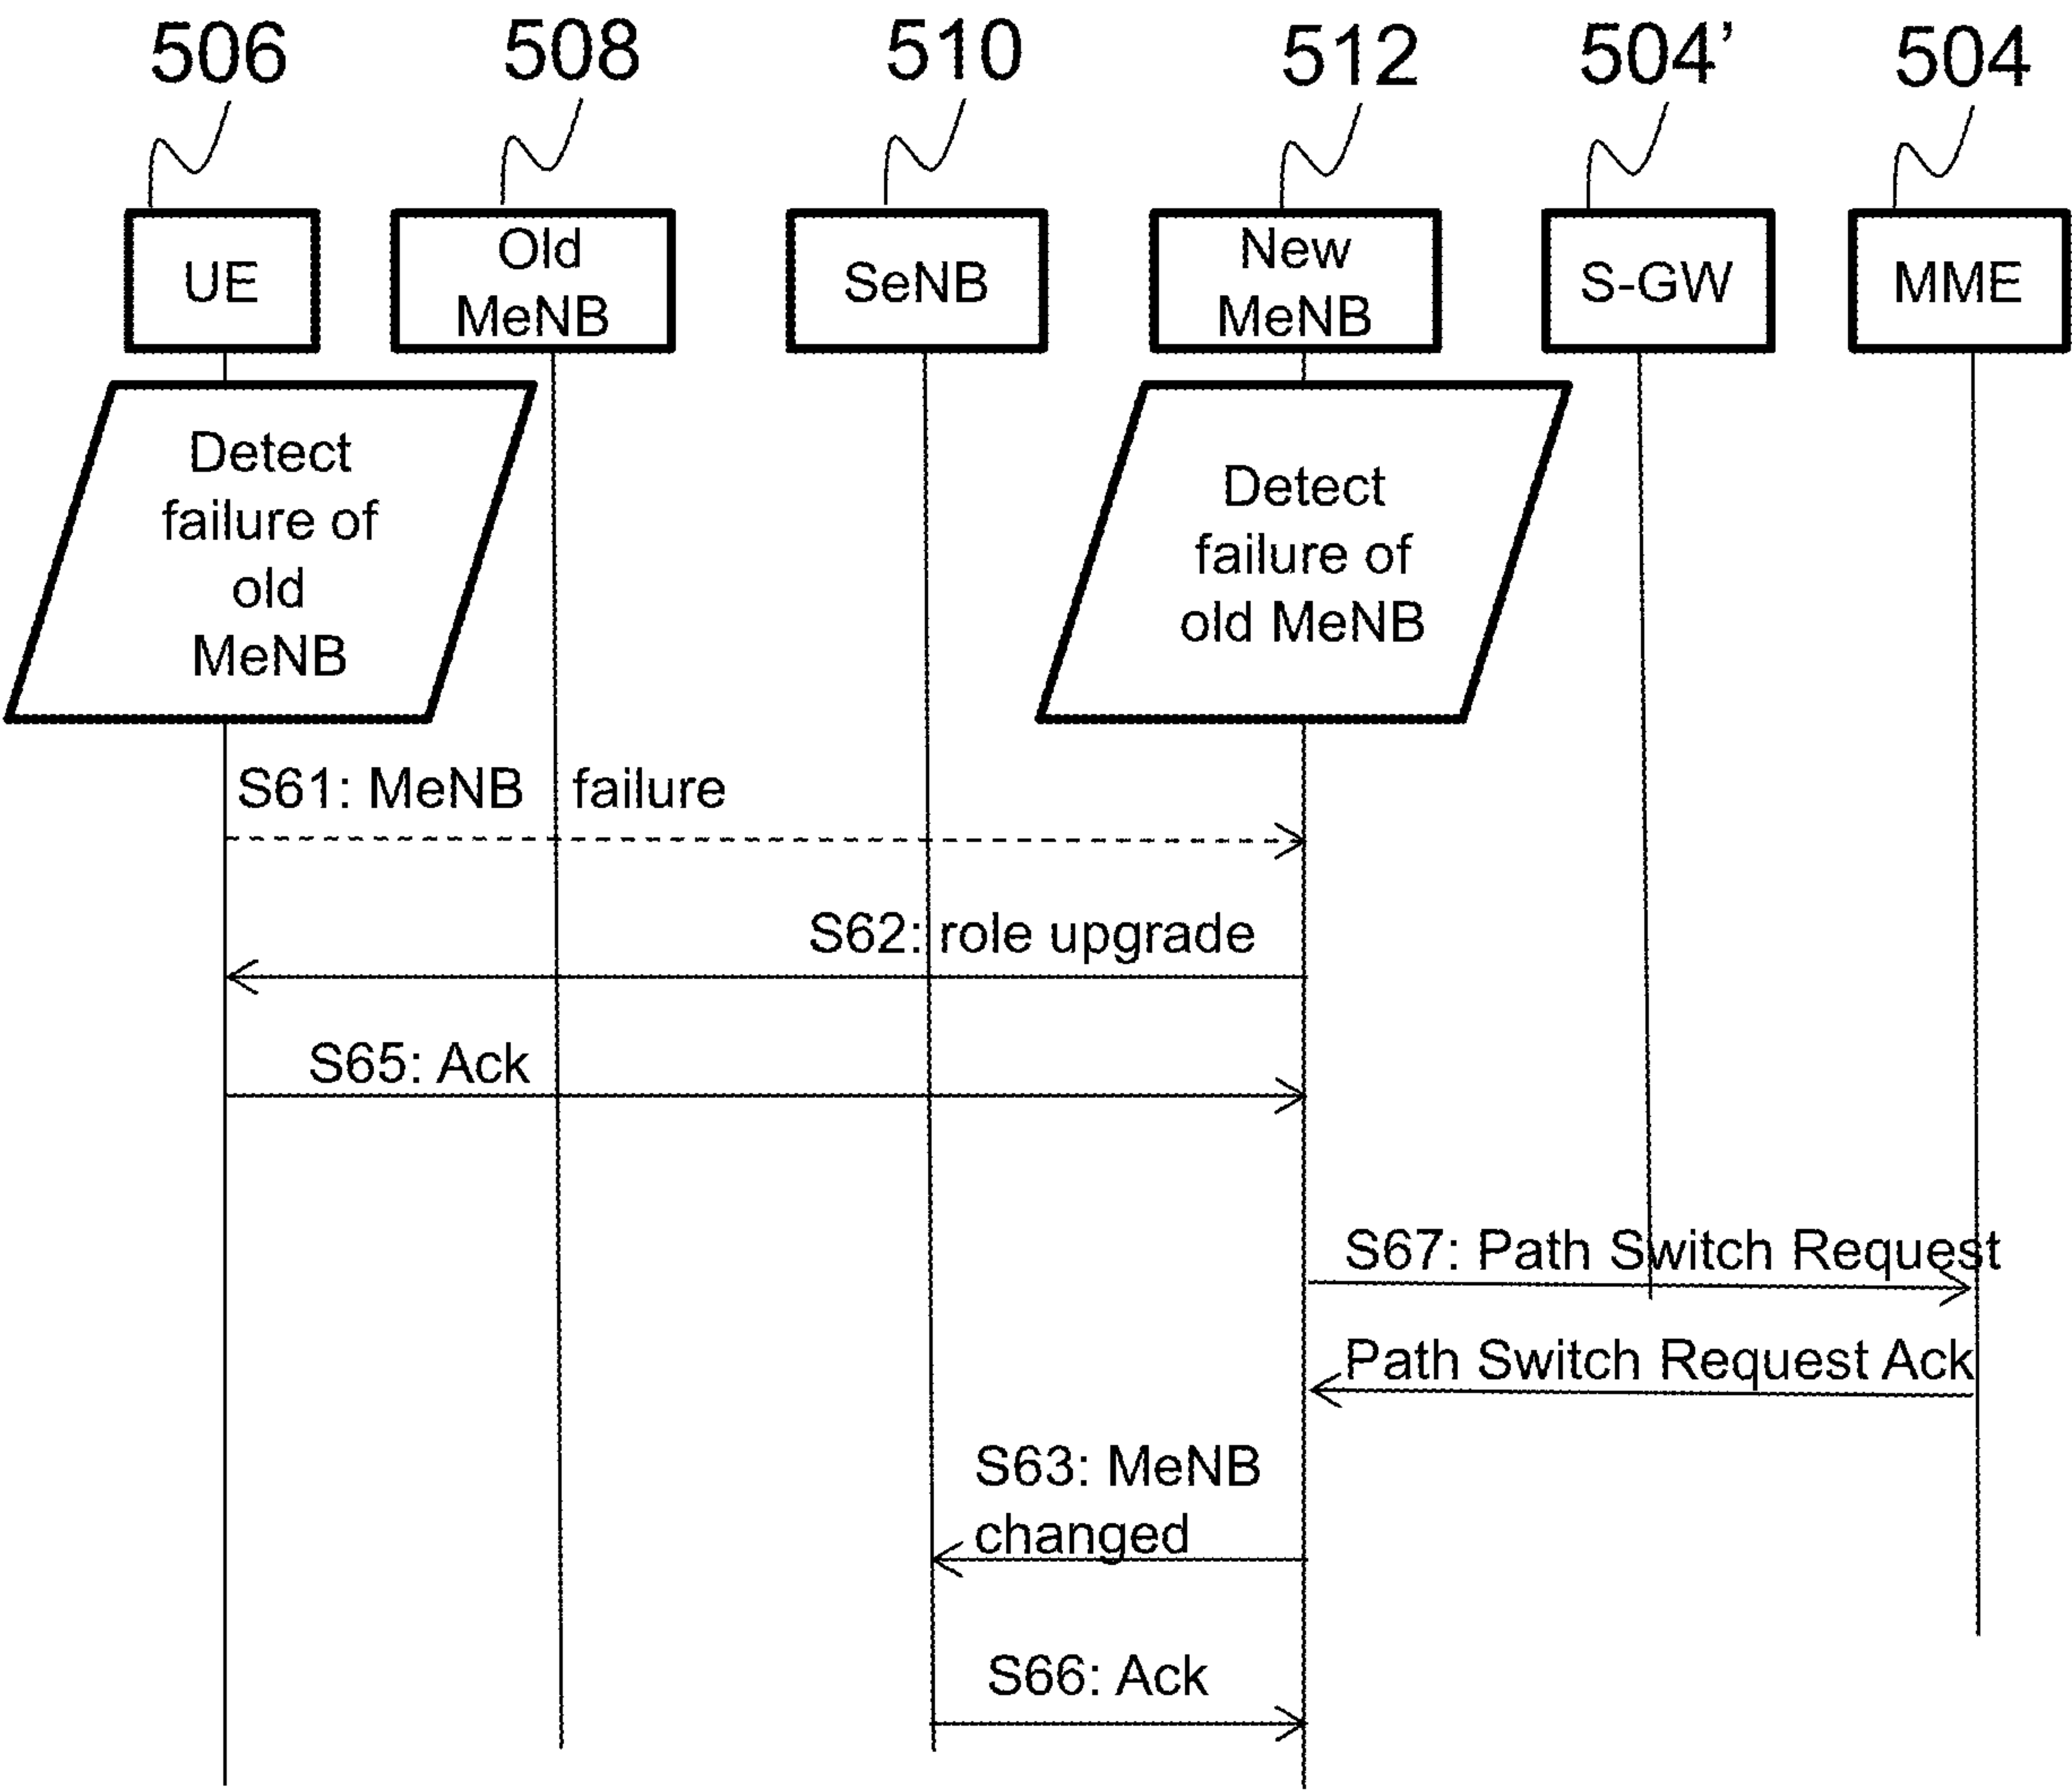 506
508
510
512
504’
504
UE
Old
MeNB
SeNB
New
MeNB
S-GW
MME
Detect
failure of
old
MeNB
Detect
failure of
old MeNB
S61: MeNB failure
S62: role upgrade
S65: Ack
S67: Path Switch Request
Path Switch Request Ack
S63: MeNB
changed
S66: Ack